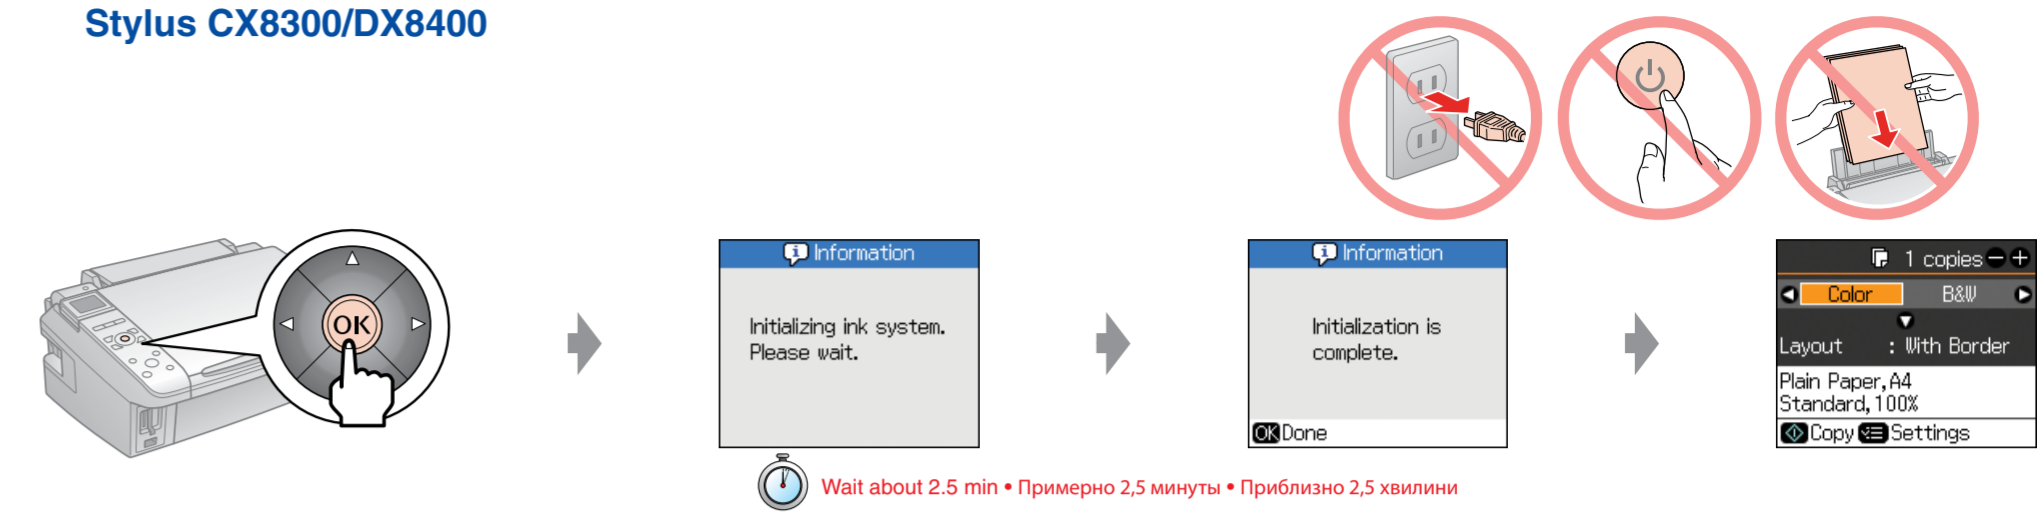 Stylus CX8300/DX8400
OK
Information
Initializing ink system.
Please wait.
Information
Initialization is
complete.
OK Done
1 copies
Color B&W
Layout : With Border
Plain Paper, A4
Standard, 100%
Copy Settings
Wait about 2.5 min • Примерно 2,5 минуты • Приблизно 2,5 хвилини